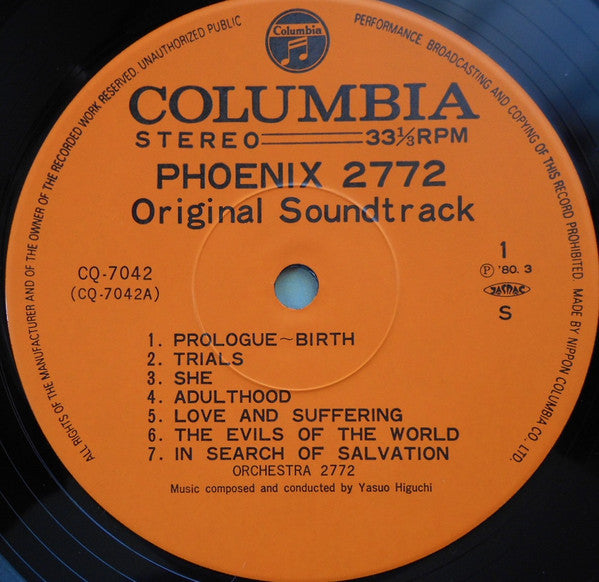 Columbia
COLUMBIA
STEREO 33⅓RPM
PHOENIX 2772
Original Soundtrack
CQ-7042
(CQ-7042A)
1
Ⓟ '80. 3
JASRAC
S
1. PROLOGUE~BIRTH
2. TRIALS
3. SHE
4. ADULTHOOD
5. LOVE AND SUFFERING
6. THE EVILS OF THE WORLD
7. IN SEARCH OF SALVATION
ORCHESTRA 2772
Music composed and conducted by Yasuo Higuchi
ALL RIGHTS OF THE MANUFACTURER AND OF THE OWNER OF THE RECORDED WORK RESERVED. UNAUTHORIZED PUBLIC PERFORMANCE. BROADCASTING AND COPYING OF THIS RECORD PROHIBITED. MADE BY NIPPON COLUMBIA CO. LTD.